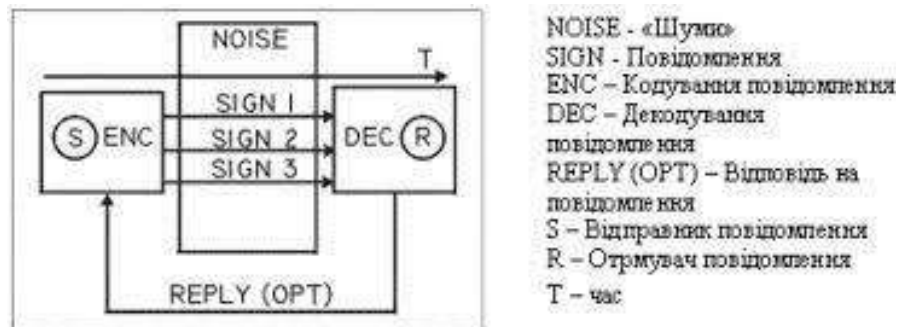 NOISE
T
SIGN 1
S ENC
SIGN 2
DEC R
SIGN 3
REPLY (OPT)
NOISE - «Шуми»
SIGN - Повідомлення
ENC – Кодування повідомлення
DEC – Декодування
повідомлення
REPLY (OPT) – Відповідь на
повідомлення
S – Відправник повідомлення
R – Отрмувач повідомлення
T – час